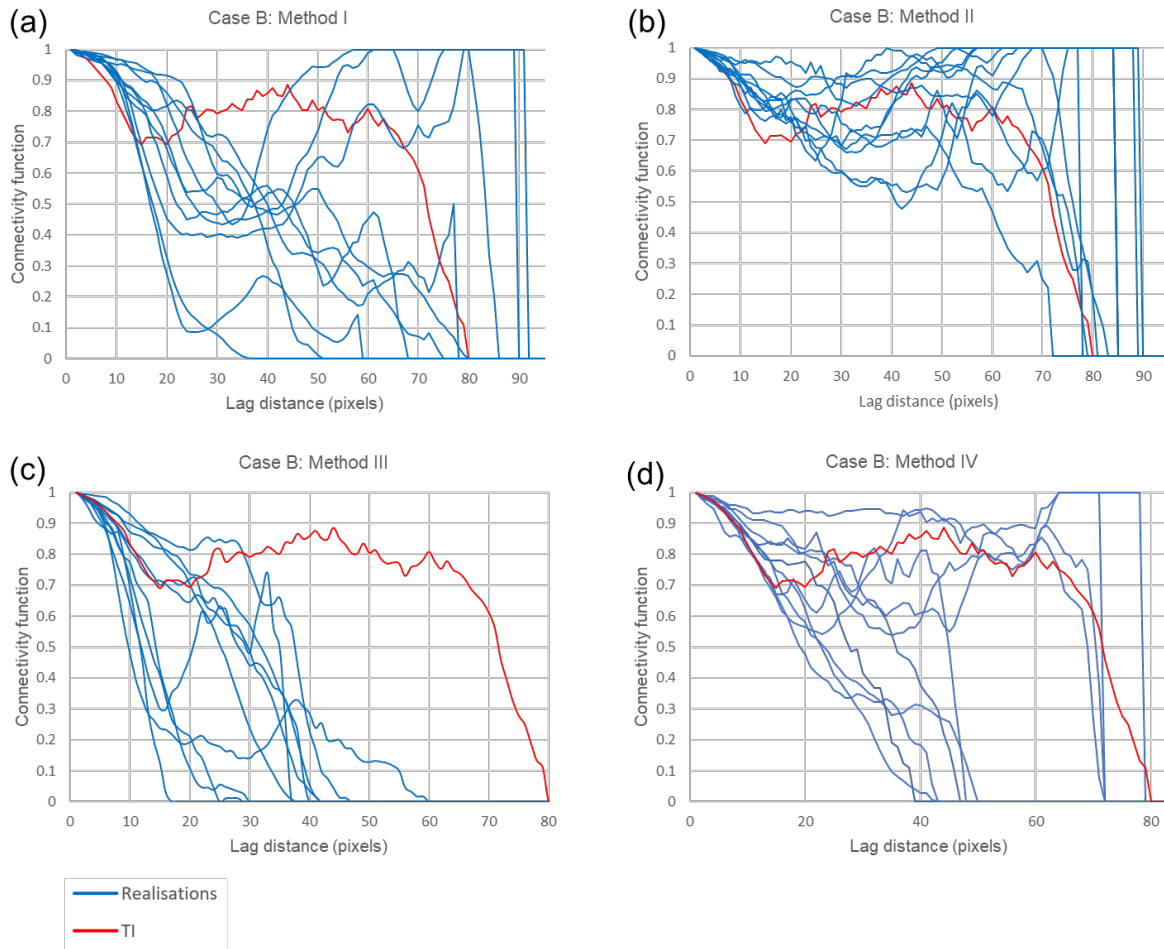 (a)
Case B: Method I
Connectivity function
1
0.9
0.8
0.7
0.6
0.5
0.4
0.3
0.2
0.1
0
0 10 20 30 40 50 60 70 80 90
Lag distance (pixels)
(b)
Case B: Method II
Connectivity function
1
0.9
0.8
0.7
0.6
0.5
0.4
0.3
0.2
0.1
0
0 10 20 30 40 50 60 70 80 90
Lag distance (pixels)
(c)
Case B: Method III
Connectivity function
1
0.9
0.8
0.7
0.6
0.5
0.4
0.3
0.2
0.1
0
0 10 20 30 40 50 60 70 80
Lag distance (pixels)
(d)
Case B: Method IV
Connectivity function
1
0.9
0.8
0.7
0.6
0.5
0.4
0.3
0.2
0.1
0
0 20 40 60 80
Lag distance (pixels)
Realisations
TI